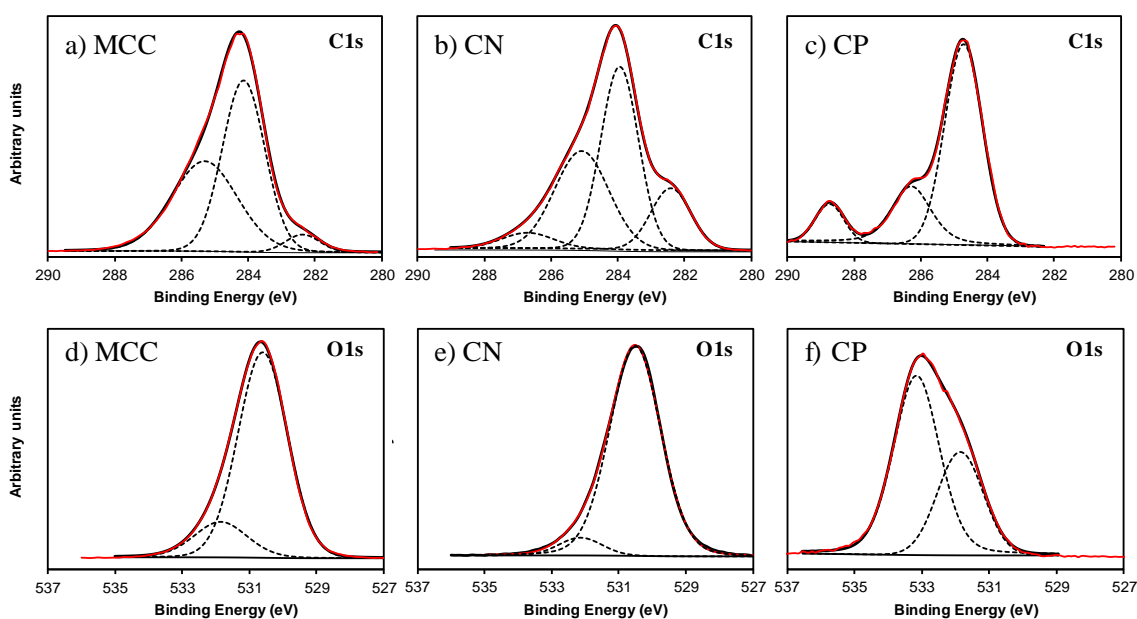 a) MCC
C1s
b) CN
C1s
c) CP
C1s
Arbitrary units
290 288 286 284 282 280
290 288 286 284 282 280
290 288 286 284 282 280
Binding Energy (eV)
Binding Energy (eV)
Binding Energy (eV)
d) MCC
O1s
e) CN
O1s
f) CP
O1s
Arbitrary units
537 535 533 531 529 527
537 535 533 531 529 527
537 535 533 531 529 527
Binding Energy (eV)
Binding Energy (eV)
Binding Energy (eV)